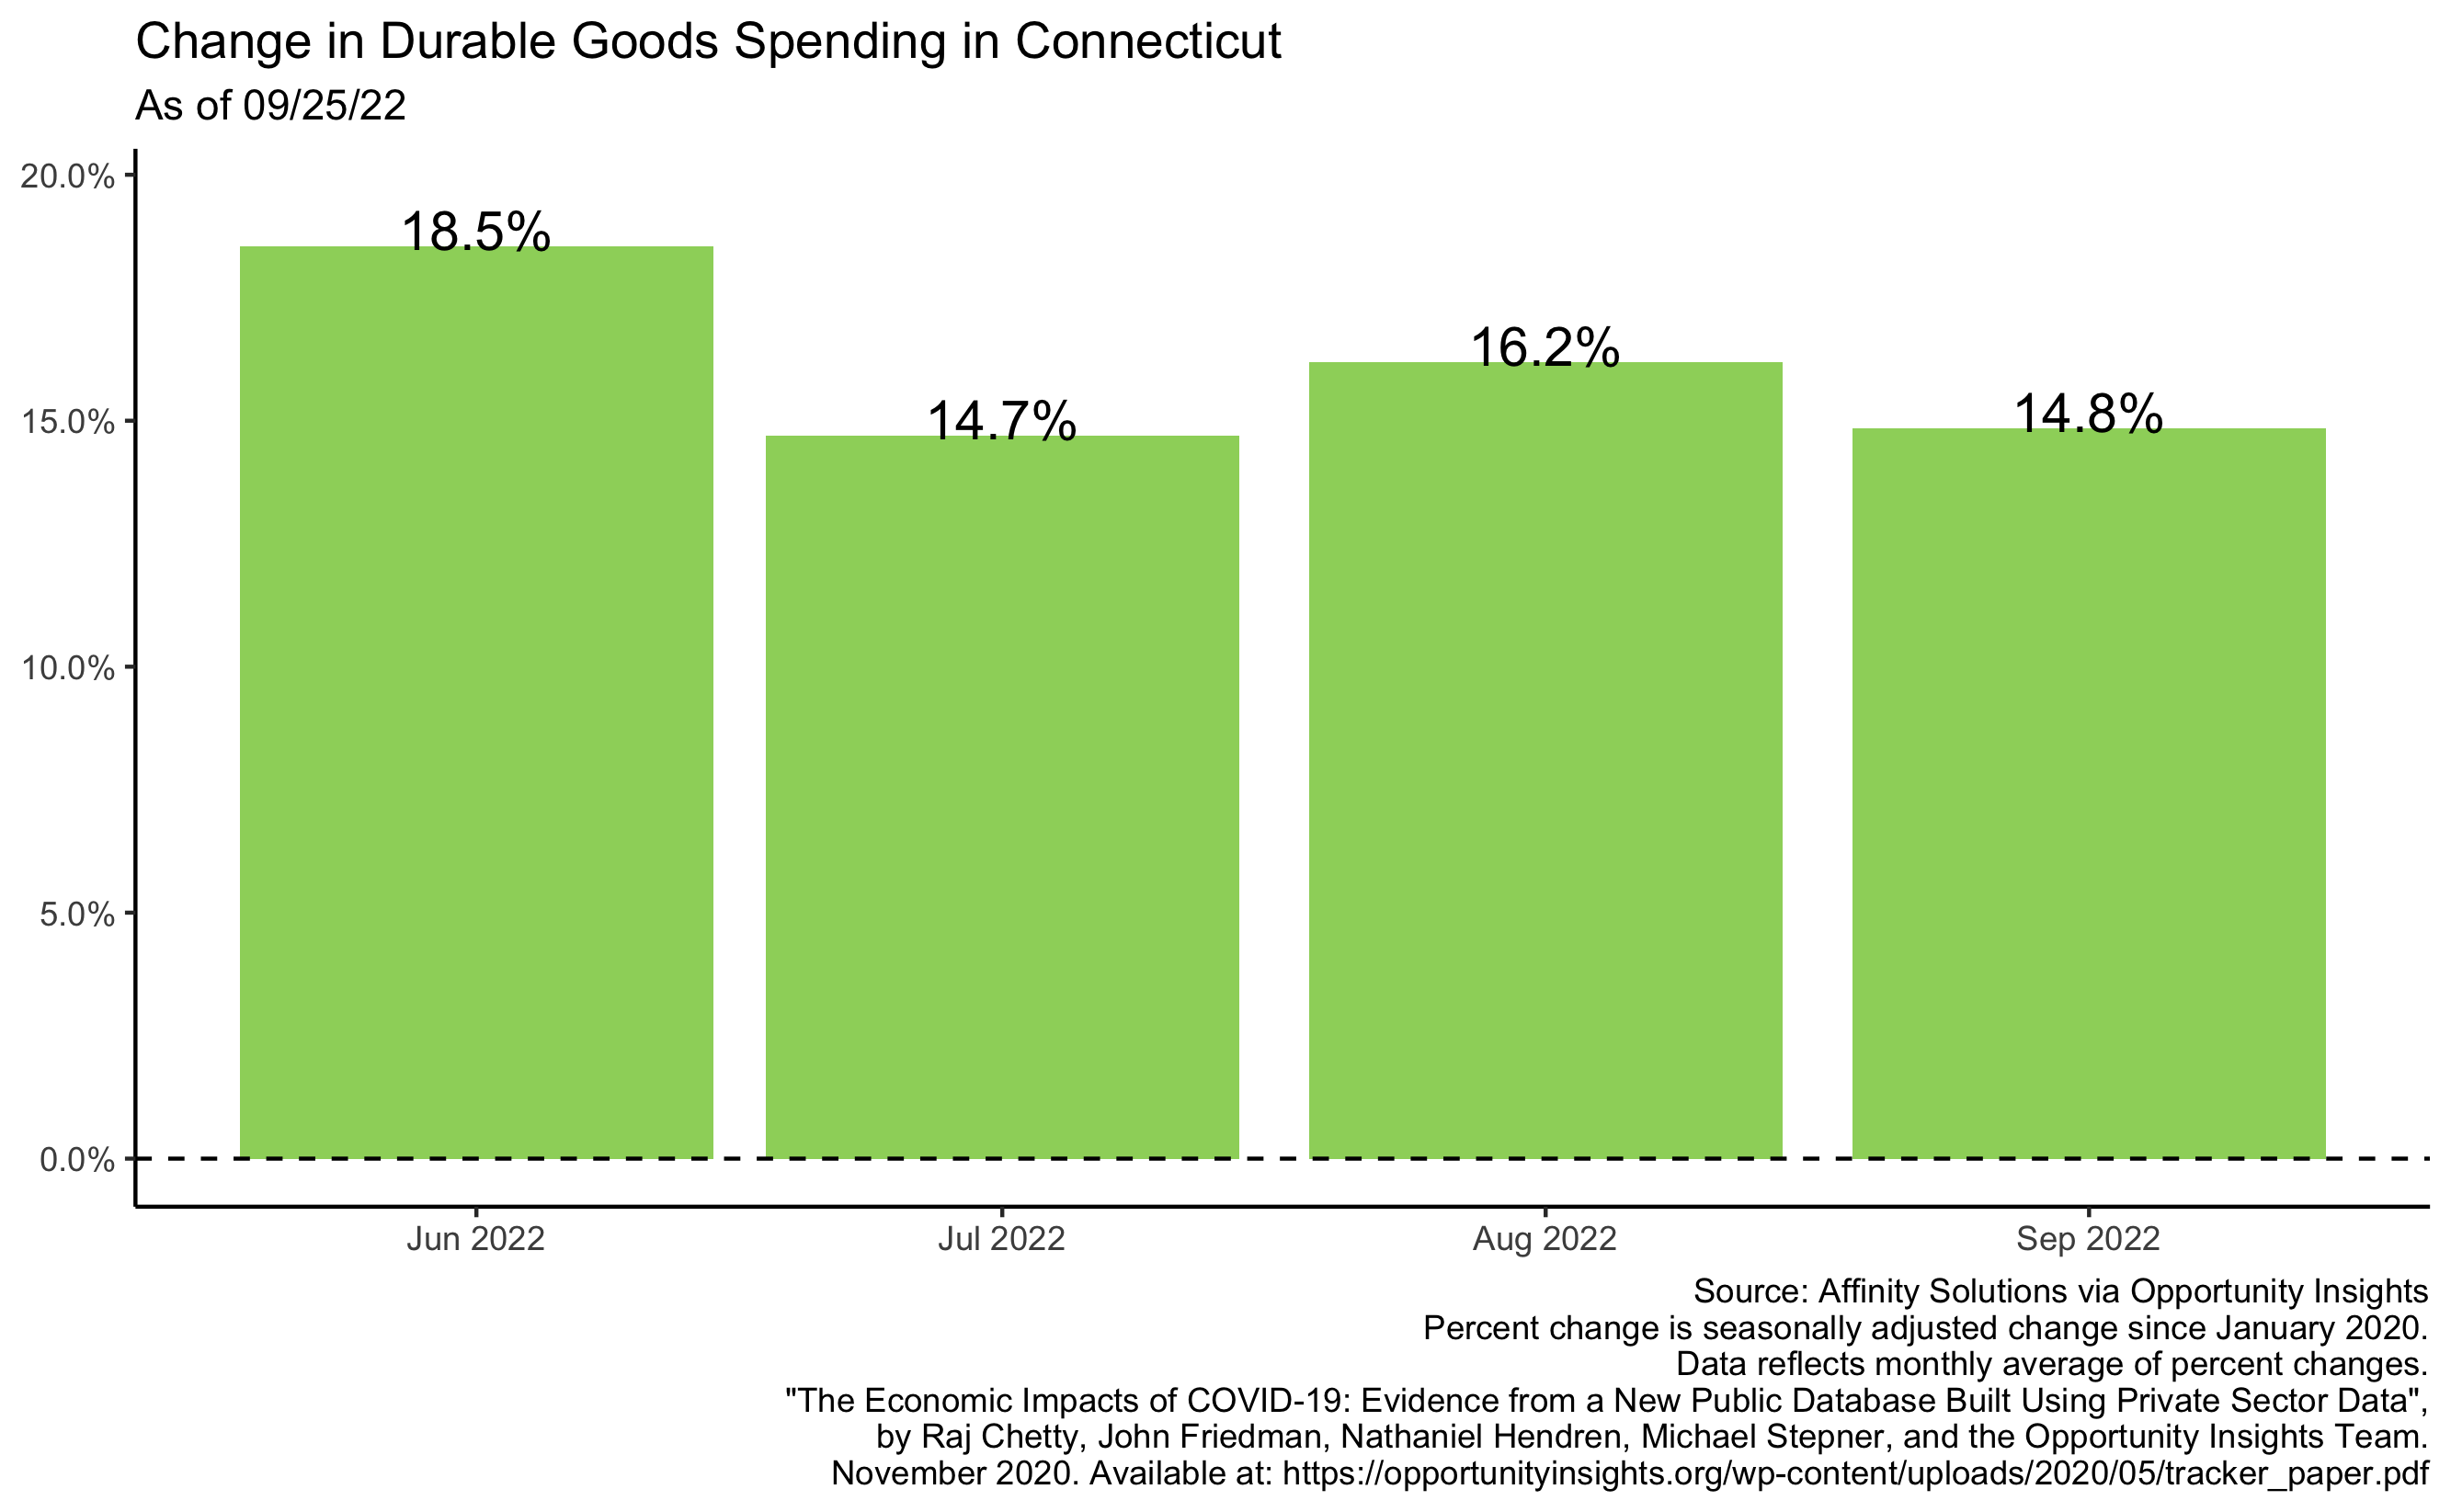 Change in Durable Goods Spending in Connecticut
As of 09/25/22
20.0%
15.0%
10.0%
5.0%
0.0%
18.5%
14.7%
16.2%
14.8%
Jun 2022
Jul 2022
Aug 2022
Sep 2022
Source: Affinity Solutions via Opportunity Insights
Percent change is seasonally adjusted change since January 2020.
Data reflects monthly average of percent changes.
"The Economic Impacts of COVID-19: Evidence from a New Public Database Built Using Private Sector Data",
by Raj Chetty, John Friedman, Nathaniel Hendren, Michael Stepner, and the Opportunity Insights Team.
November 2020. Available at: https://opportunityinsights.org/wp-content/uploads/2020/05/tracker_paper.pdf